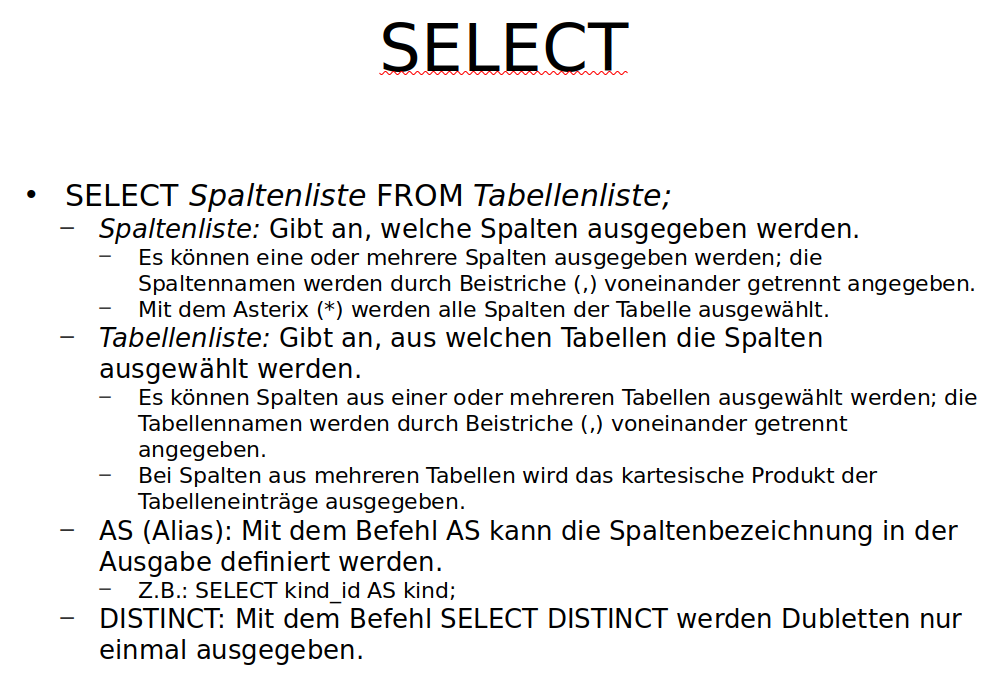 SELECT
• SELECT Spaltenliste FROM Tabellenliste;
– Spaltenliste: Gibt an, welche Spalten ausgegeben werden.
– Es können eine oder mehrere Spalten ausgegeben werden; die
Spaltennamen werden durch Beistriche (,) voneinander getrennt angegeben.
– Mit dem Asterix (*) werden alle Spalten der Tabelle ausgewählt.
– Tabellenliste: Gibt an, aus welchen Tabellen die Spalten
ausgewählt werden.
– Es können Spalten aus einer oder mehreren Tabellen ausgewählt werden; die
Tabellennamen werden durch Beistriche (,) voneinander getrennt
angegeben.
– Bei Spalten aus mehreren Tabellen wird das kartesische Produkt der
Tabelleneinträge ausgegeben.
– AS (Alias): Mit dem Befehl AS kann die Spaltenbezeichnung in der
Ausgabe definiert werden.
– Z.B.: SELECT kind_id AS kind;
– DISTINCT: Mit dem Befehl SELECT DISTINCT werden Dubletten nur
einmal ausgegeben.